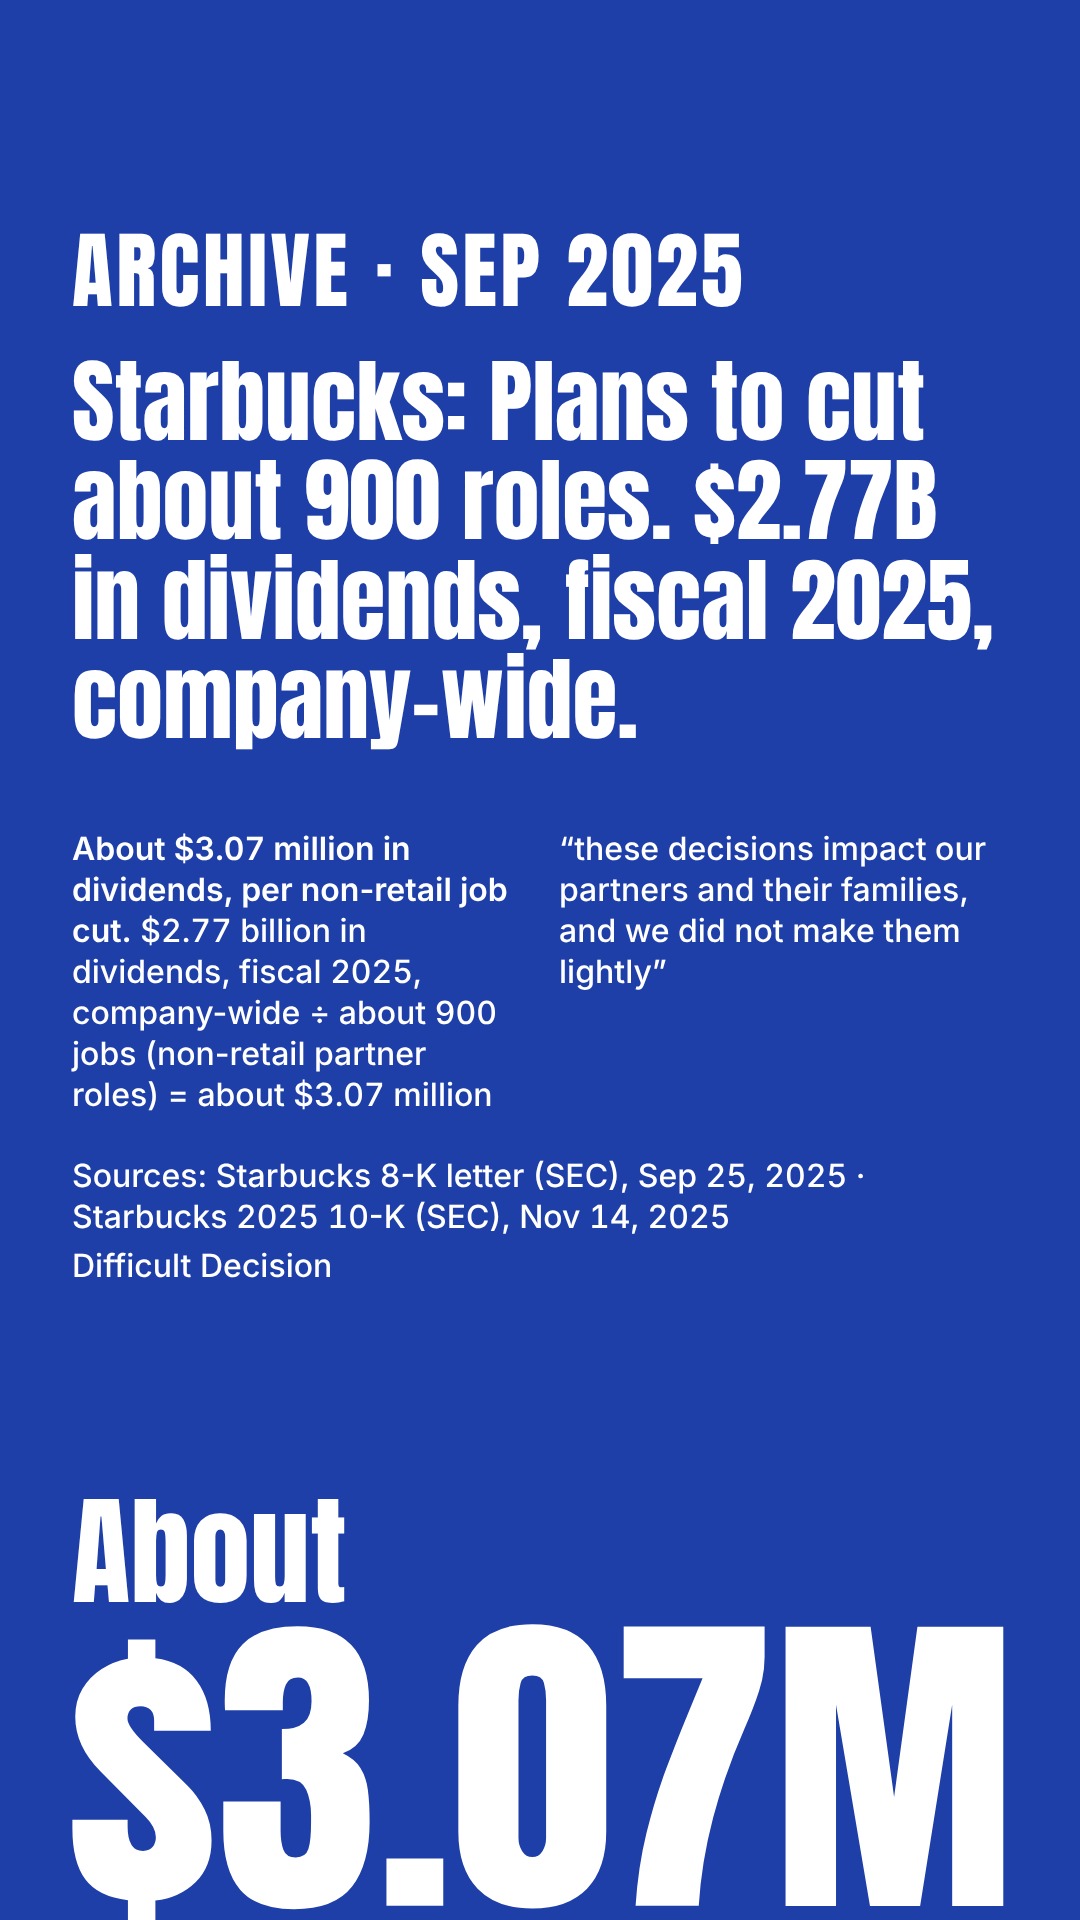 ARCHIVE · SEP 2025
Starbucks: Plans to cut
about 900 roles. $2.77B
in dividends, fiscal 2025,
company-wide.
About $3.07 million in
dividends, per non-retail job
cut. $2.77 billion in
dividends, fiscal 2025,
company-wide ÷ about 900
jobs (non-retail partner
roles) = about $3.07 million
“these decisions impact our
partners and their families,
and we did not make them
lightly”
Sources: Starbucks 8-K letter (SEC), Sep 25, 2025 ·
Starbucks 2025 10-K (SEC), Nov 14, 2025
Difficult Decision
About
$3.07M